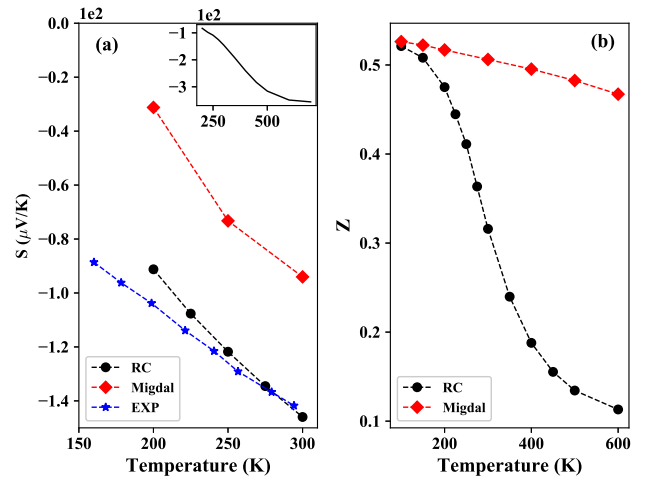 1e2
(a)
1e2
−1
−2
−3
250
500
0.0
−0.2
−0.4
−0.6
−0.8
−1.0
−1.2
−1.4
S (μV/K)
RC
Migdal
EXP
150
200
250
300
Temperature (K)
(b)
0.5
0.4
0.3
0.2
0.1
Z
RC
Migdal
200
400
600
Temperature (K)